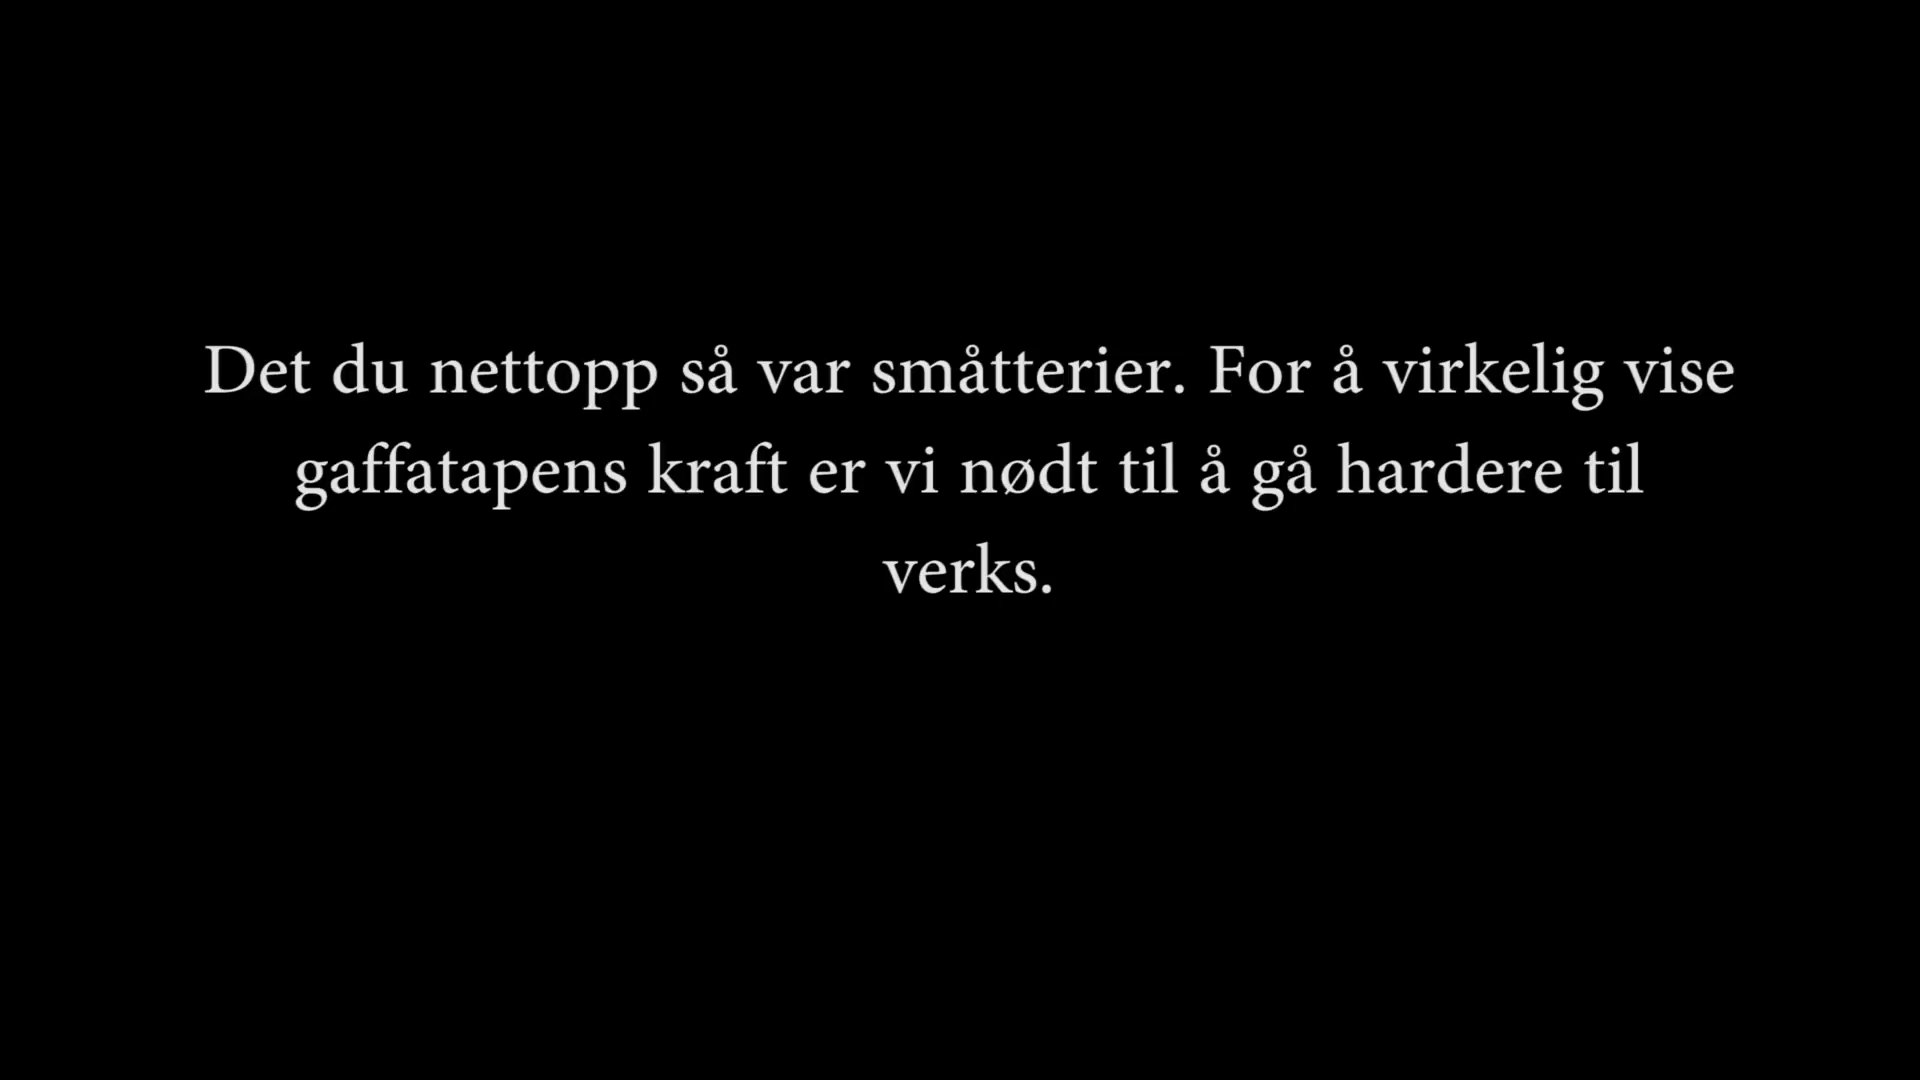 Det du nettopp så var småtterier. For å virkelig vise
gaffatapens kraft er vi nødt til å gå hardere til
verks.